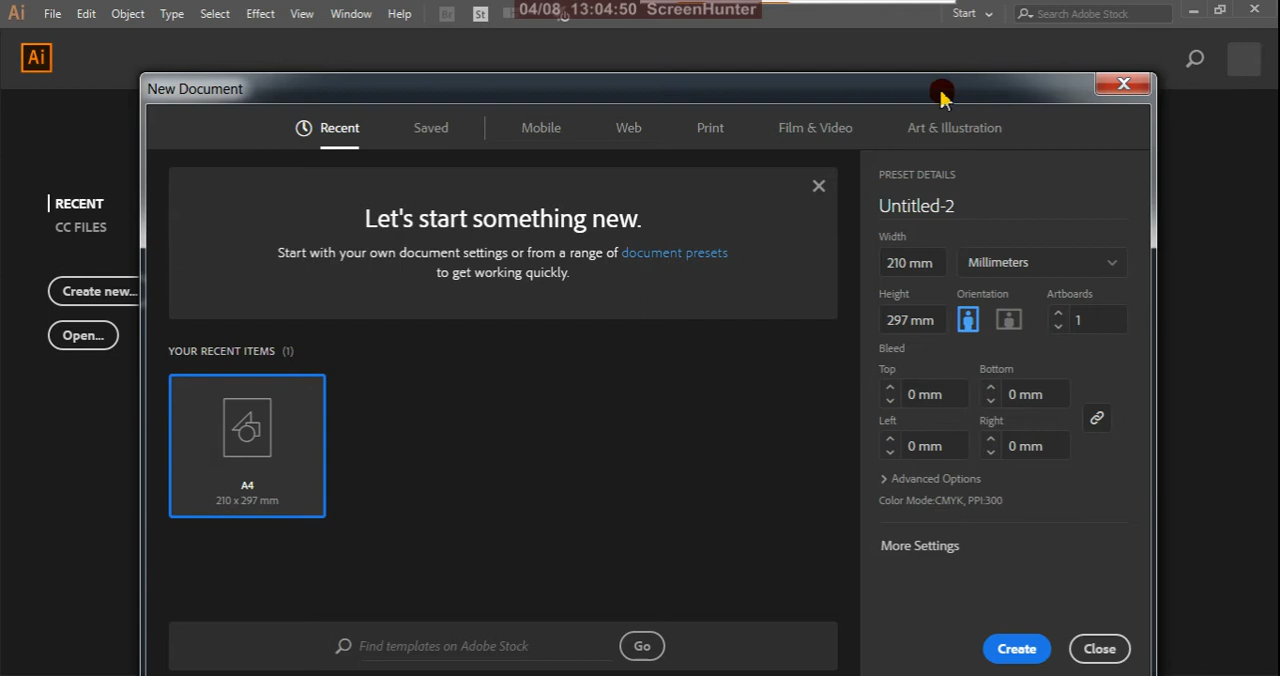 Ai File Edit Object Type Select Effect View Window Help Br St 04/08 13:04:50 ScreenHunter Start Search Adobe Stock
Ai
New Document
Recent Saved Mobile Web Print Film & Video Art & Illustration
RECENT
CC FILES
Create new...
Open...
Let's start something new.
Start with your own document settings or from a range of document presets
to get working quickly.
YOUR RECENT ITEMS (1)
A4
210 x 297 mm
Find templates on Adobe Stock Go
PRESET DETAILS
Untitled-2
Width
210 mm Millimeters
Height Orientation Artboards
297 mm 1
Bleed
Top Bottom
0 mm 0 mm
Left Right
0 mm 0 mm
Advanced Options
Color Mode:CMYK, PPI:300
More Settings
Create Close